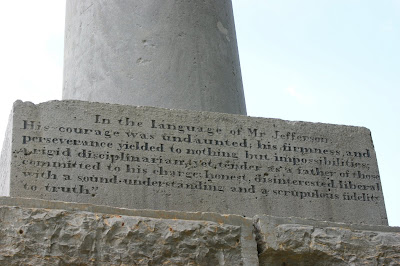 In the Language of Mr. Jefferson
His courage was undaunted; his firmness and
perseverance yielded to nothing but impossibilities;
A rigid disciplinarian, yet tender as a father of those
committed to his charge; honest, disinterested, liberal
with a sound understanding and a scrupulous fidelity
to truth."